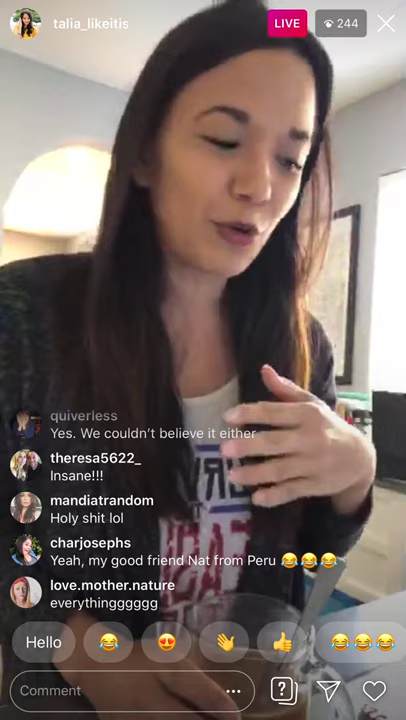 talia_likeitis LIVE 244
quiverless
Yes. We couldn't believe it either
theresa5622_
Insane!!!
mandiatrandom
Holy shit lol
charjosephs
Yeah, my good friend Nat from Peru 😂😂😂
love.mother.nature
everythingggggg
Hello 😂 😍 👋 👍 😂😂😂
Comment